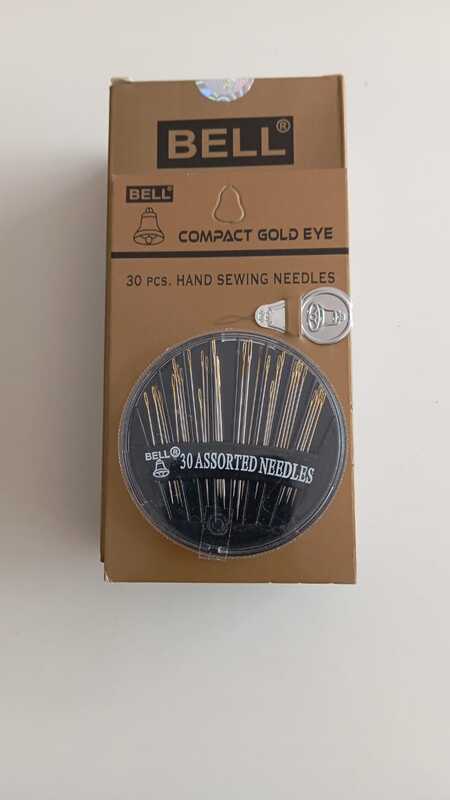 BELL®
BELL®
COMPACT GOLD EYE
30 PCS. HAND SEWING NEEDLES
BELL® 30 ASSORTED NEEDLES